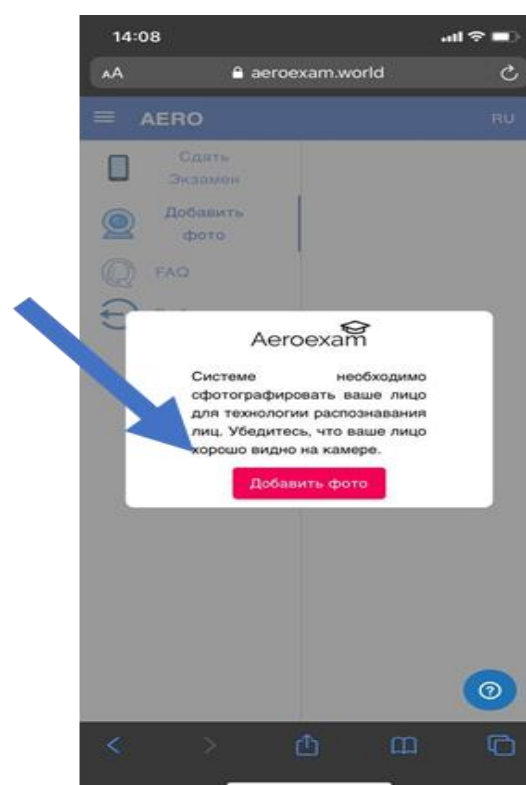 14:08
AA aeroexam.world
AERO RU
Сдать
Экзамен
Добавить
фото
FAQ
Aeroexam
Системе необходимо
сфотографировать ваше лицо
для технологии распознавания
лиц. Убедитесь, что ваше лицо
хорошо видно на камере.
Добавить фото